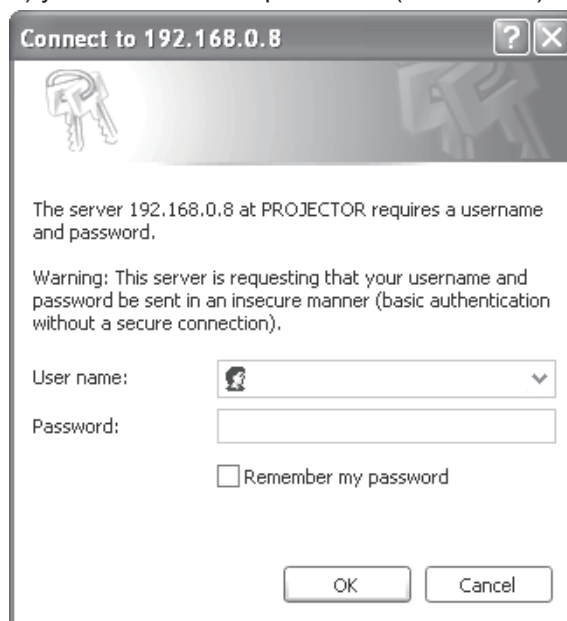 Connect to 192.168.0.8
The server 192.168.0.8 at PROJECTOR requires a username
and password.
Warning: This server is requesting that your username and
password be sent in an insecure manner (basic authentication
without a secure connection).
User name:
Password:
Remember my password
OK Cancel